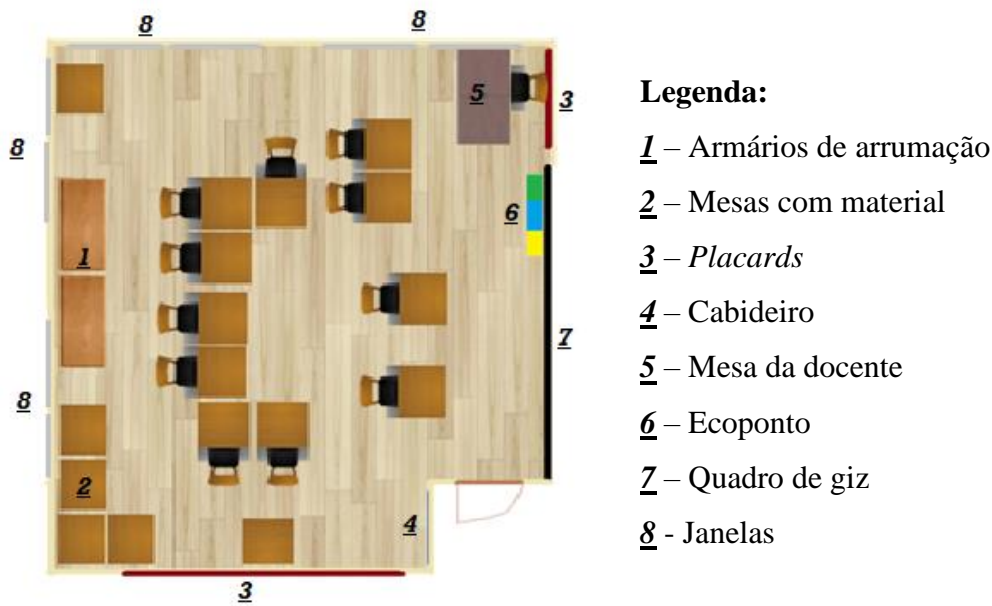 8
8
5
3
8
6
1
7
8
2
4
3
Legenda:
1 – Armários de arrumação
2 – Mesas com material
3 – Placards
4 – Cabideiro
5 – Mesa da docente
6 – Ecoponto
7 – Quadro de giz
8 - Janelas